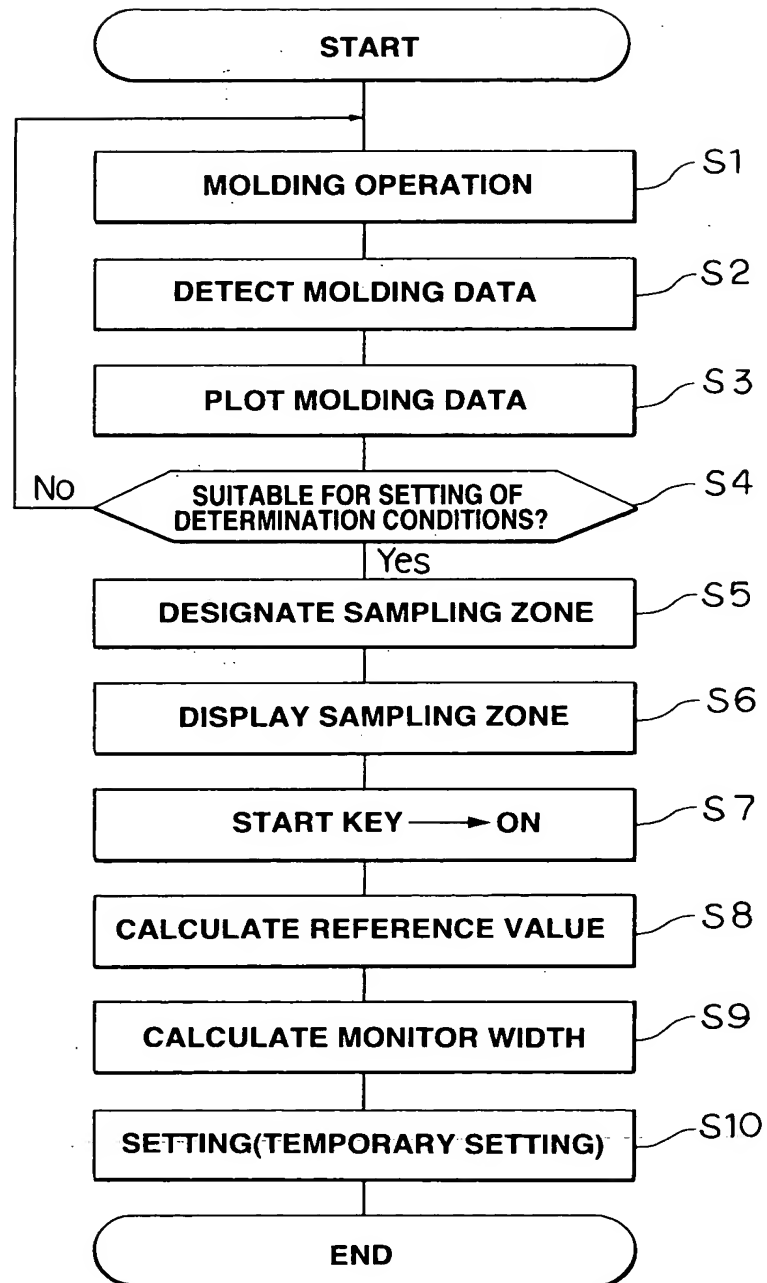 START
MOLDING OPERATION
S1
DETECT MOLDING DATA
S2
PLOT MOLDING DATA
S3
No
SUITABLE FOR SETTING OF
DETERMINATION CONDITIONS?
S4
Yes
DESIGNATE SAMPLING ZONE
S5
DISPLAY SAMPLING ZONE
S6
START KEY → ON
S7
CALCULATE REFERENCE VALUE
S8
CALCULATE MONITOR WIDTH
S9
SETTING(TEMPORARY SETTING)
S10
END